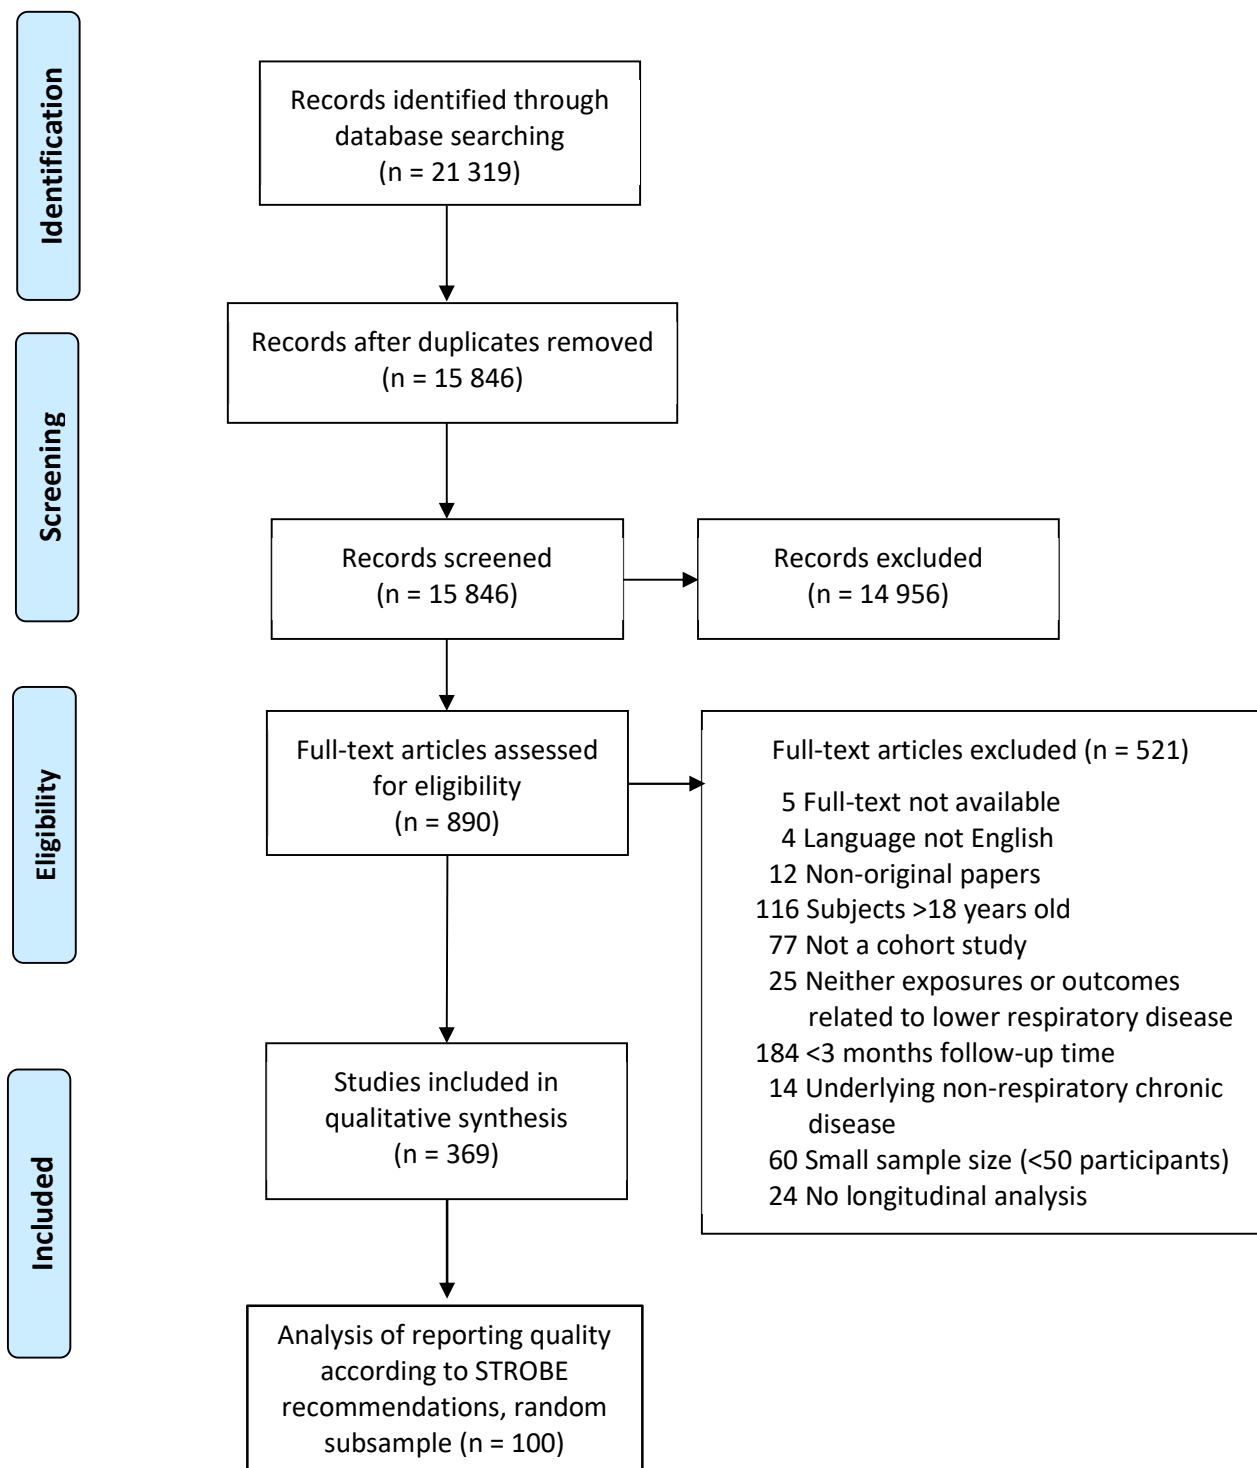 Identification
Records identified through
database searching
(n = 21 319)
Records after duplicates removed
(n = 15 846)
Screening
Records screened
(n = 15 846)
Records excluded
(n = 14 956)
Eligibility
Full-text articles assessed
for eligibility
(n = 890)
Full-text articles excluded (n = 521)
5 Full-text not available
4 Language not English
12 Non-original papers
116 Subjects >18 years old
77 Not a cohort study
25 Neither exposures or outcomes
related to lower respiratory disease
184 <3 months follow-up time
14 Underlying non-respiratory chronic
disease
60 Small sample size (<50 participants)
24 No longitudinal analysis
Included
Studies included in
qualitative synthesis
(n = 369)
Analysis of reporting quality
according to STROBE
recommendations, random
subsample (n = 100)